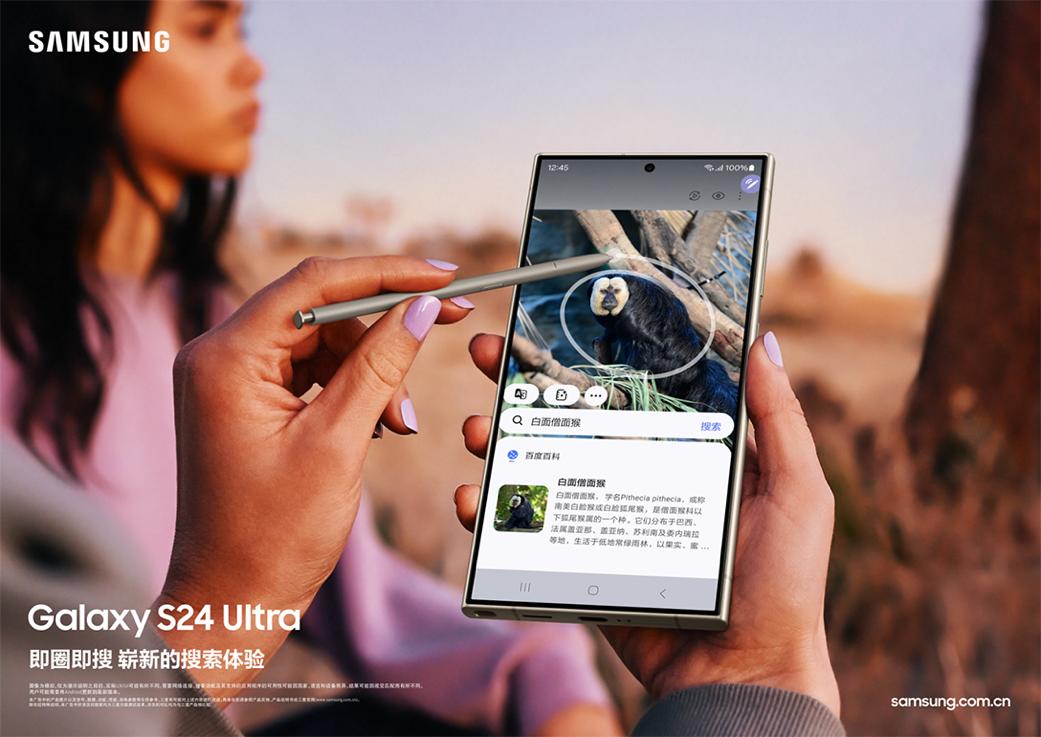 SAMSUNG
12:45
100%
白面僧面猴
搜索
百度百科
白面僧面猴
白面僧面猴， 学名Pithecia pithecia，或称
南美白脸猴或白脸狐尾猴，是僧面猴科以
下狐尾猴属的一个种。它们分布于巴西、
法属盖亚那、盖亚纳、苏利南及委内瑞拉
等地，生活于低地常绿雨林，以果实、蜜 ...
Galaxy S24 Ultra
即圈即搜 崭新的搜索体验
samsung.com.cn